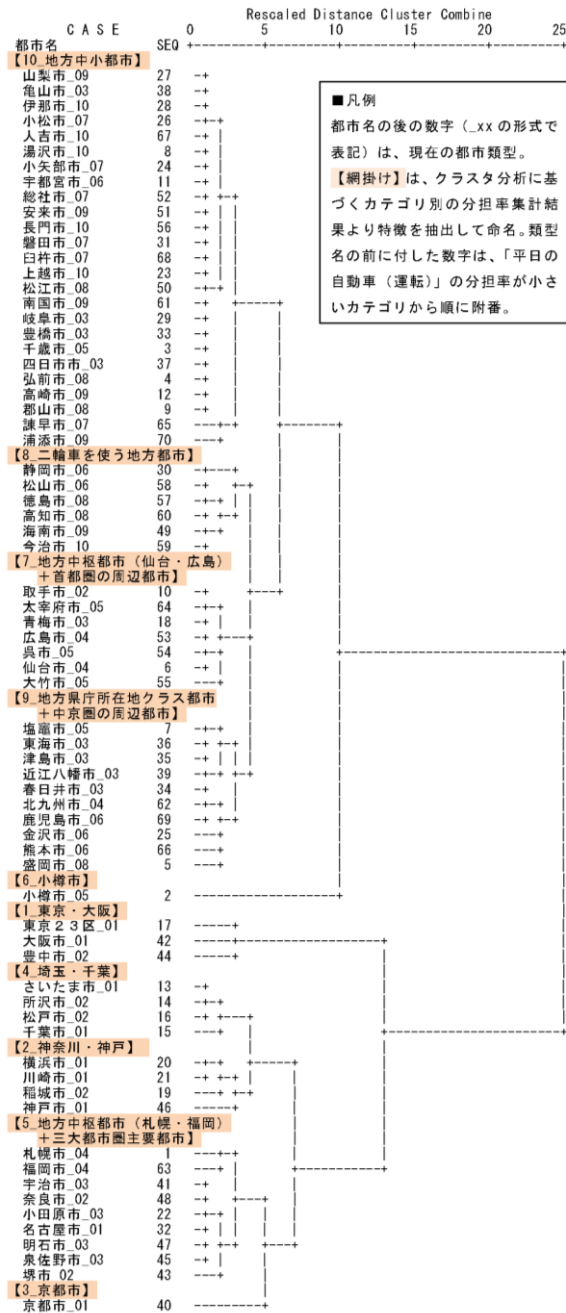 Rescaled Distance Cluster Combine
C A S E
都市名 SEQ 0 5 10 15 20 25
【10_地方中小都市】
山梨市_09 27
亀山市_03 38
伊那市_10 28
小松市_07 26
人吉市_10 67
湯沢市_10 8
小矢部市_07 24
宇都宮市_06 11
総社市_07 52
安来市_09 51
長門市_10 56
磐田市_07 31
臼杵市_07 68
上越市_10 23
松江市_08 50
南国市_09 61
岐阜市_03 29
豊橋市_03 33
千歳市_05 3
四日市市_03 37
弘前市_08 4
高崎市_09 12
郡山市_08 9
諫早市_07 65
浦添市_09 70
【8_二輪車を使う地方都市】
静岡市_06 30
松山市_06 58
徳島市_08 57
高知市_08 60
海南市_09 49
今治市_10 59
【7_地方中枢都市（仙台・広島）
＋首都圏の周辺都市】
取手市_02 10
太宰府市_05 64
青梅市_03 18
広島市_04 53
呉市_05 54
仙台市_04 6
大竹市_05 55
【9_地方県庁所在地クラス都市
＋中京圏の周辺都市】
塩竈市_05 7
東海市_03 36
津島市_03 35
近江八幡市_03 39
春日井市_03 34
北九州市_04 62
鹿児島市_06 69
金沢市_06 25
熊本市_06 66
盛岡市_08 5
【6_小樽市】
小樽市_05 2
【1_東京・大阪】
東京２３区_01 17
大阪市_01 42
豊中市_02 44
【4_埼玉・千葉】
さいたま市_01 13
所沢市_02 14
松戸市_02 16
千葉市_01 15
【2_神奈川・神戸】
横浜市_01 20
川崎市_01 21
稲城市_02 19
神戸市_01 46
【5_地方中枢都市（札幌・福岡）
＋三大都市圏主要都市】
札幌市_04 1
福岡市_04 63
宇治市_03 41
奈良市_02 48
小田原市_03 22
名古屋市_01 32
明石市_03 47
泉佐野市_03 45
堺市_02 43
【3_京都市】
京都市_01 40
■凡例
都市名の後の数字（_xx の形式で
表記）は、現在の都市類型。
【網掛け】は、クラスタ分析に基
づくカテゴリ別の分担率集計結
果より特徴を抽出して命名。類型
名の前に付した数字は、「平日の
自動車（運転）」の分担率が小さ
いカテゴリから順に附番。